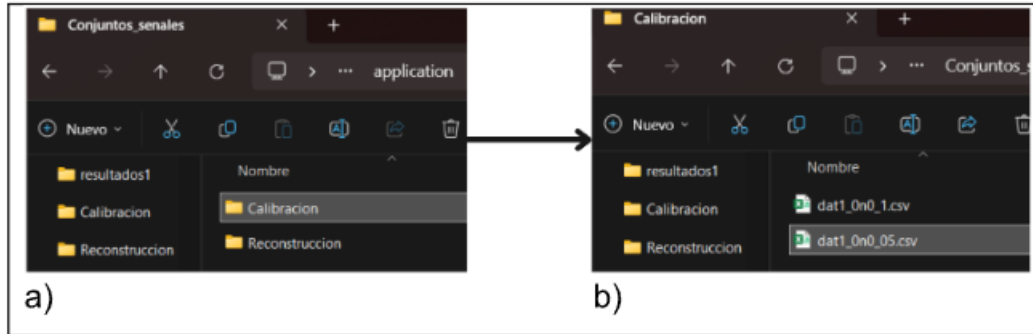 Conjuntos_senales
application
Nuevo
resultados1
Nombre
Calibracion
Calibracion
Reconstruccion
Reconstruccion
a)
Calibracion
Conjuntos_s
Nuevo
resultados1
Nombre
Calibracion
dat1_0n0_1.csv
Reconstruccion
dat1_0n0_05.csv
b)